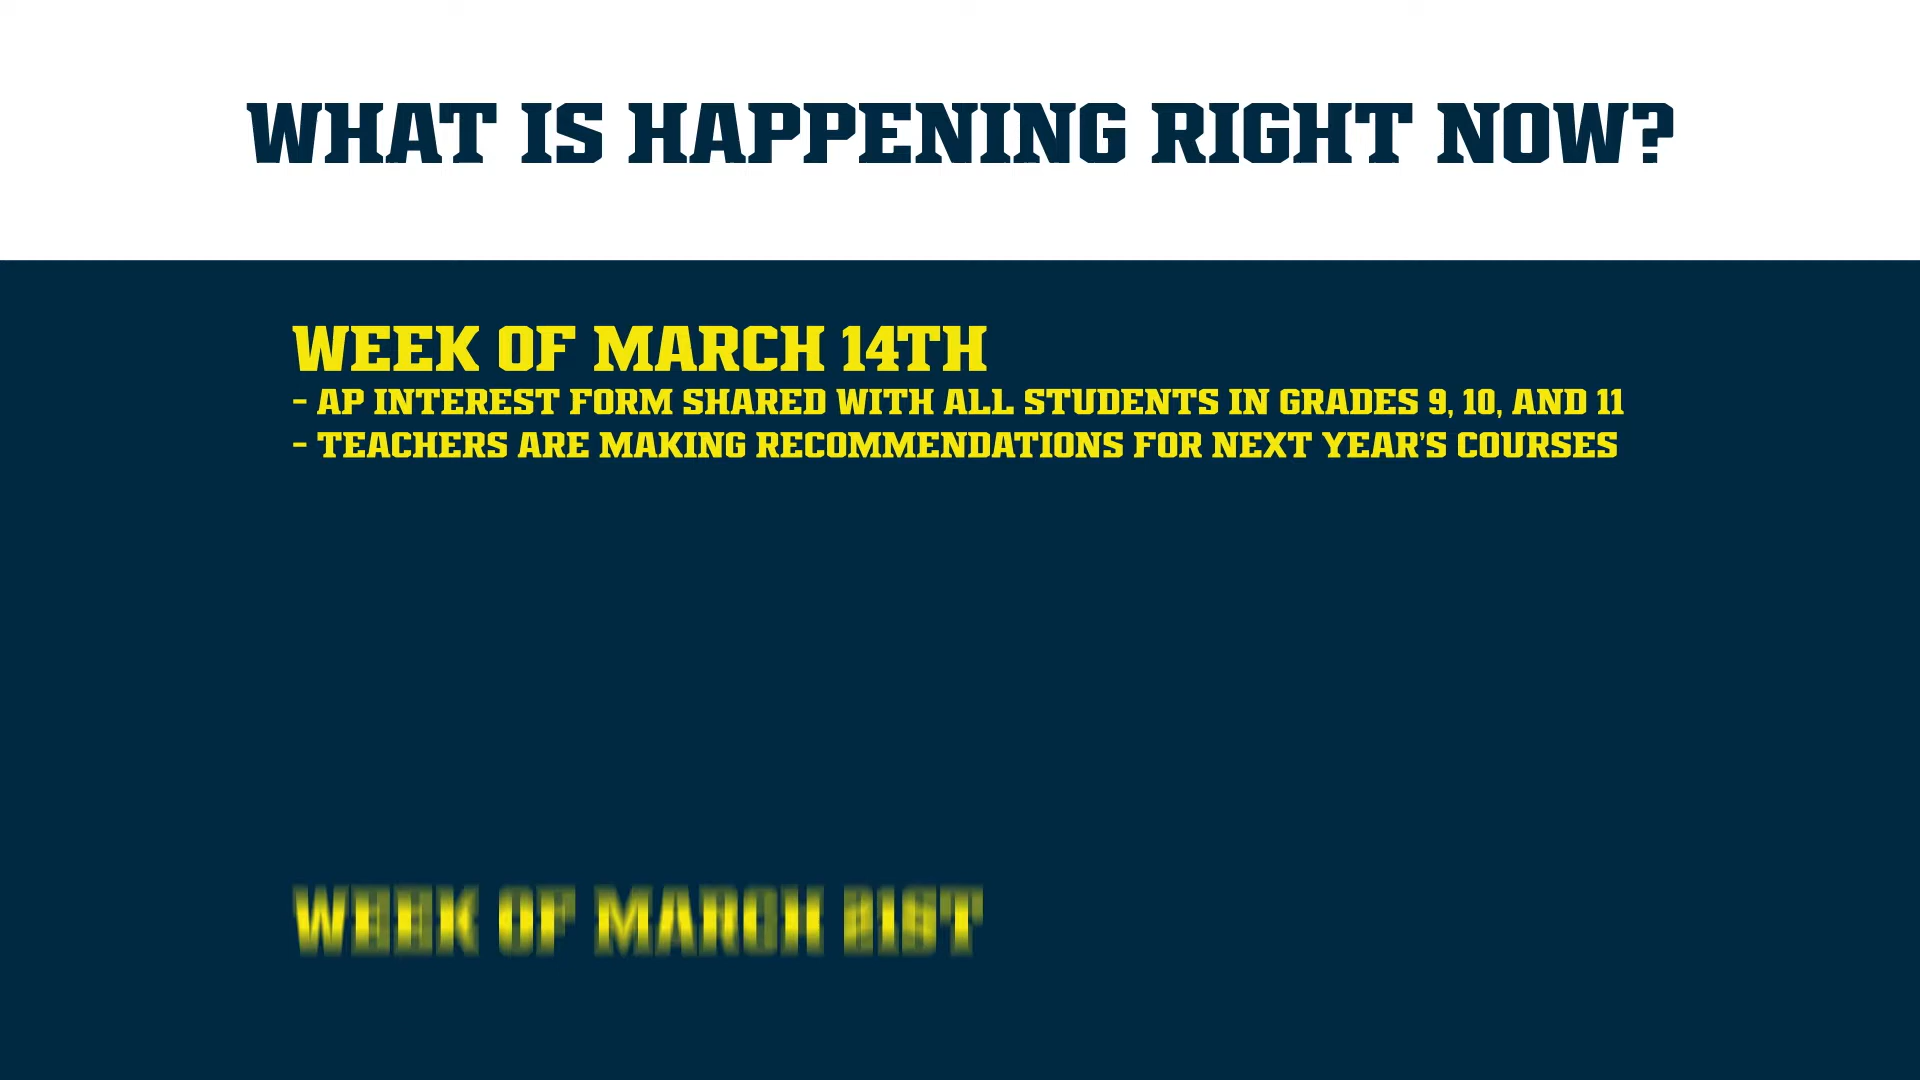 WHAT IS HAPPENING RIGHT NOW?
WEEK OF MARCH 14TH
- AP INTEREST FORM SHARED WITH ALL STUDENTS IN GRADES 9, 10, AND 11
- TEACHERS ARE MAKING RECOMMENDATIONS FOR NEXT YEAR'S COURSES
WEEK OF MARCH 21ST